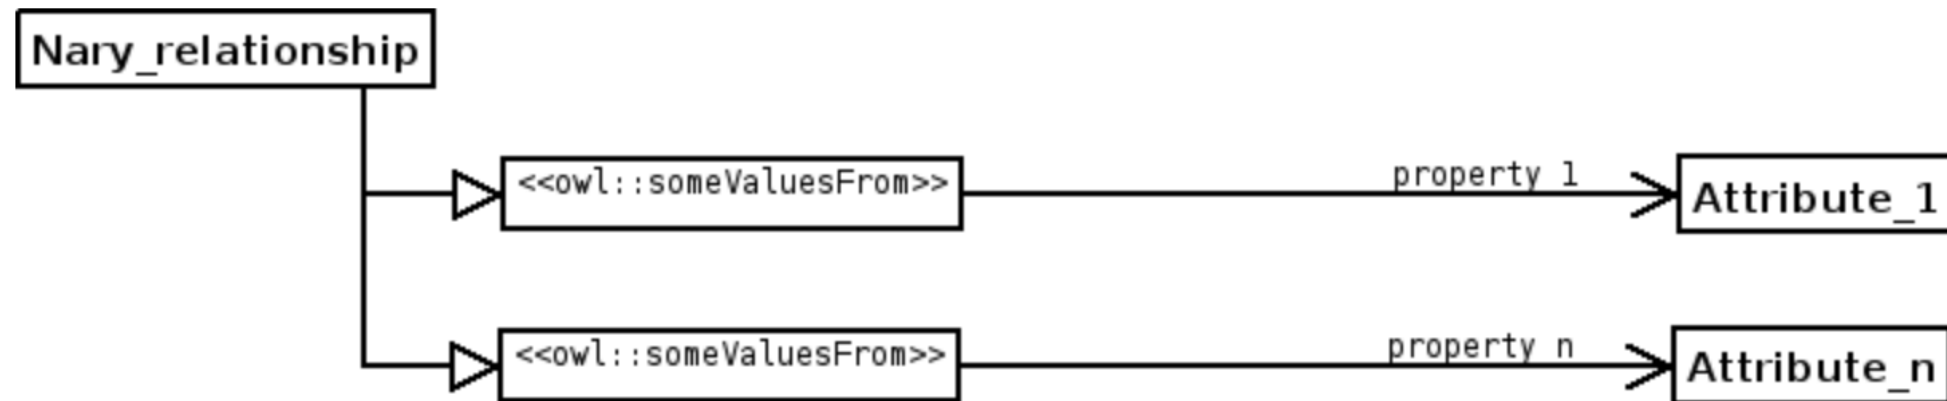 Nary_relationship
<<owl::someValuesFrom>>
property 1
Attribute_1
<<owl::someValuesFrom>>
property n
Attribute_n